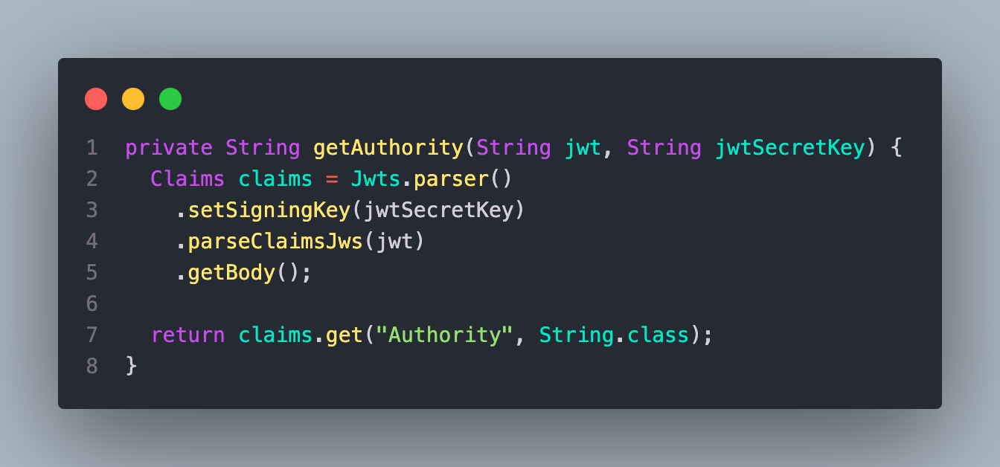 1 private String getAuthority(String jwt, String jwtSecretKey) {
2   Claims claims = Jwts.parser()
3     .setSigningKey(jwtSecretKey)
4     .parseClaimsJws(jwt)
5     .getBody();
6
7   return claims.get("Authority", String.class);
8 }